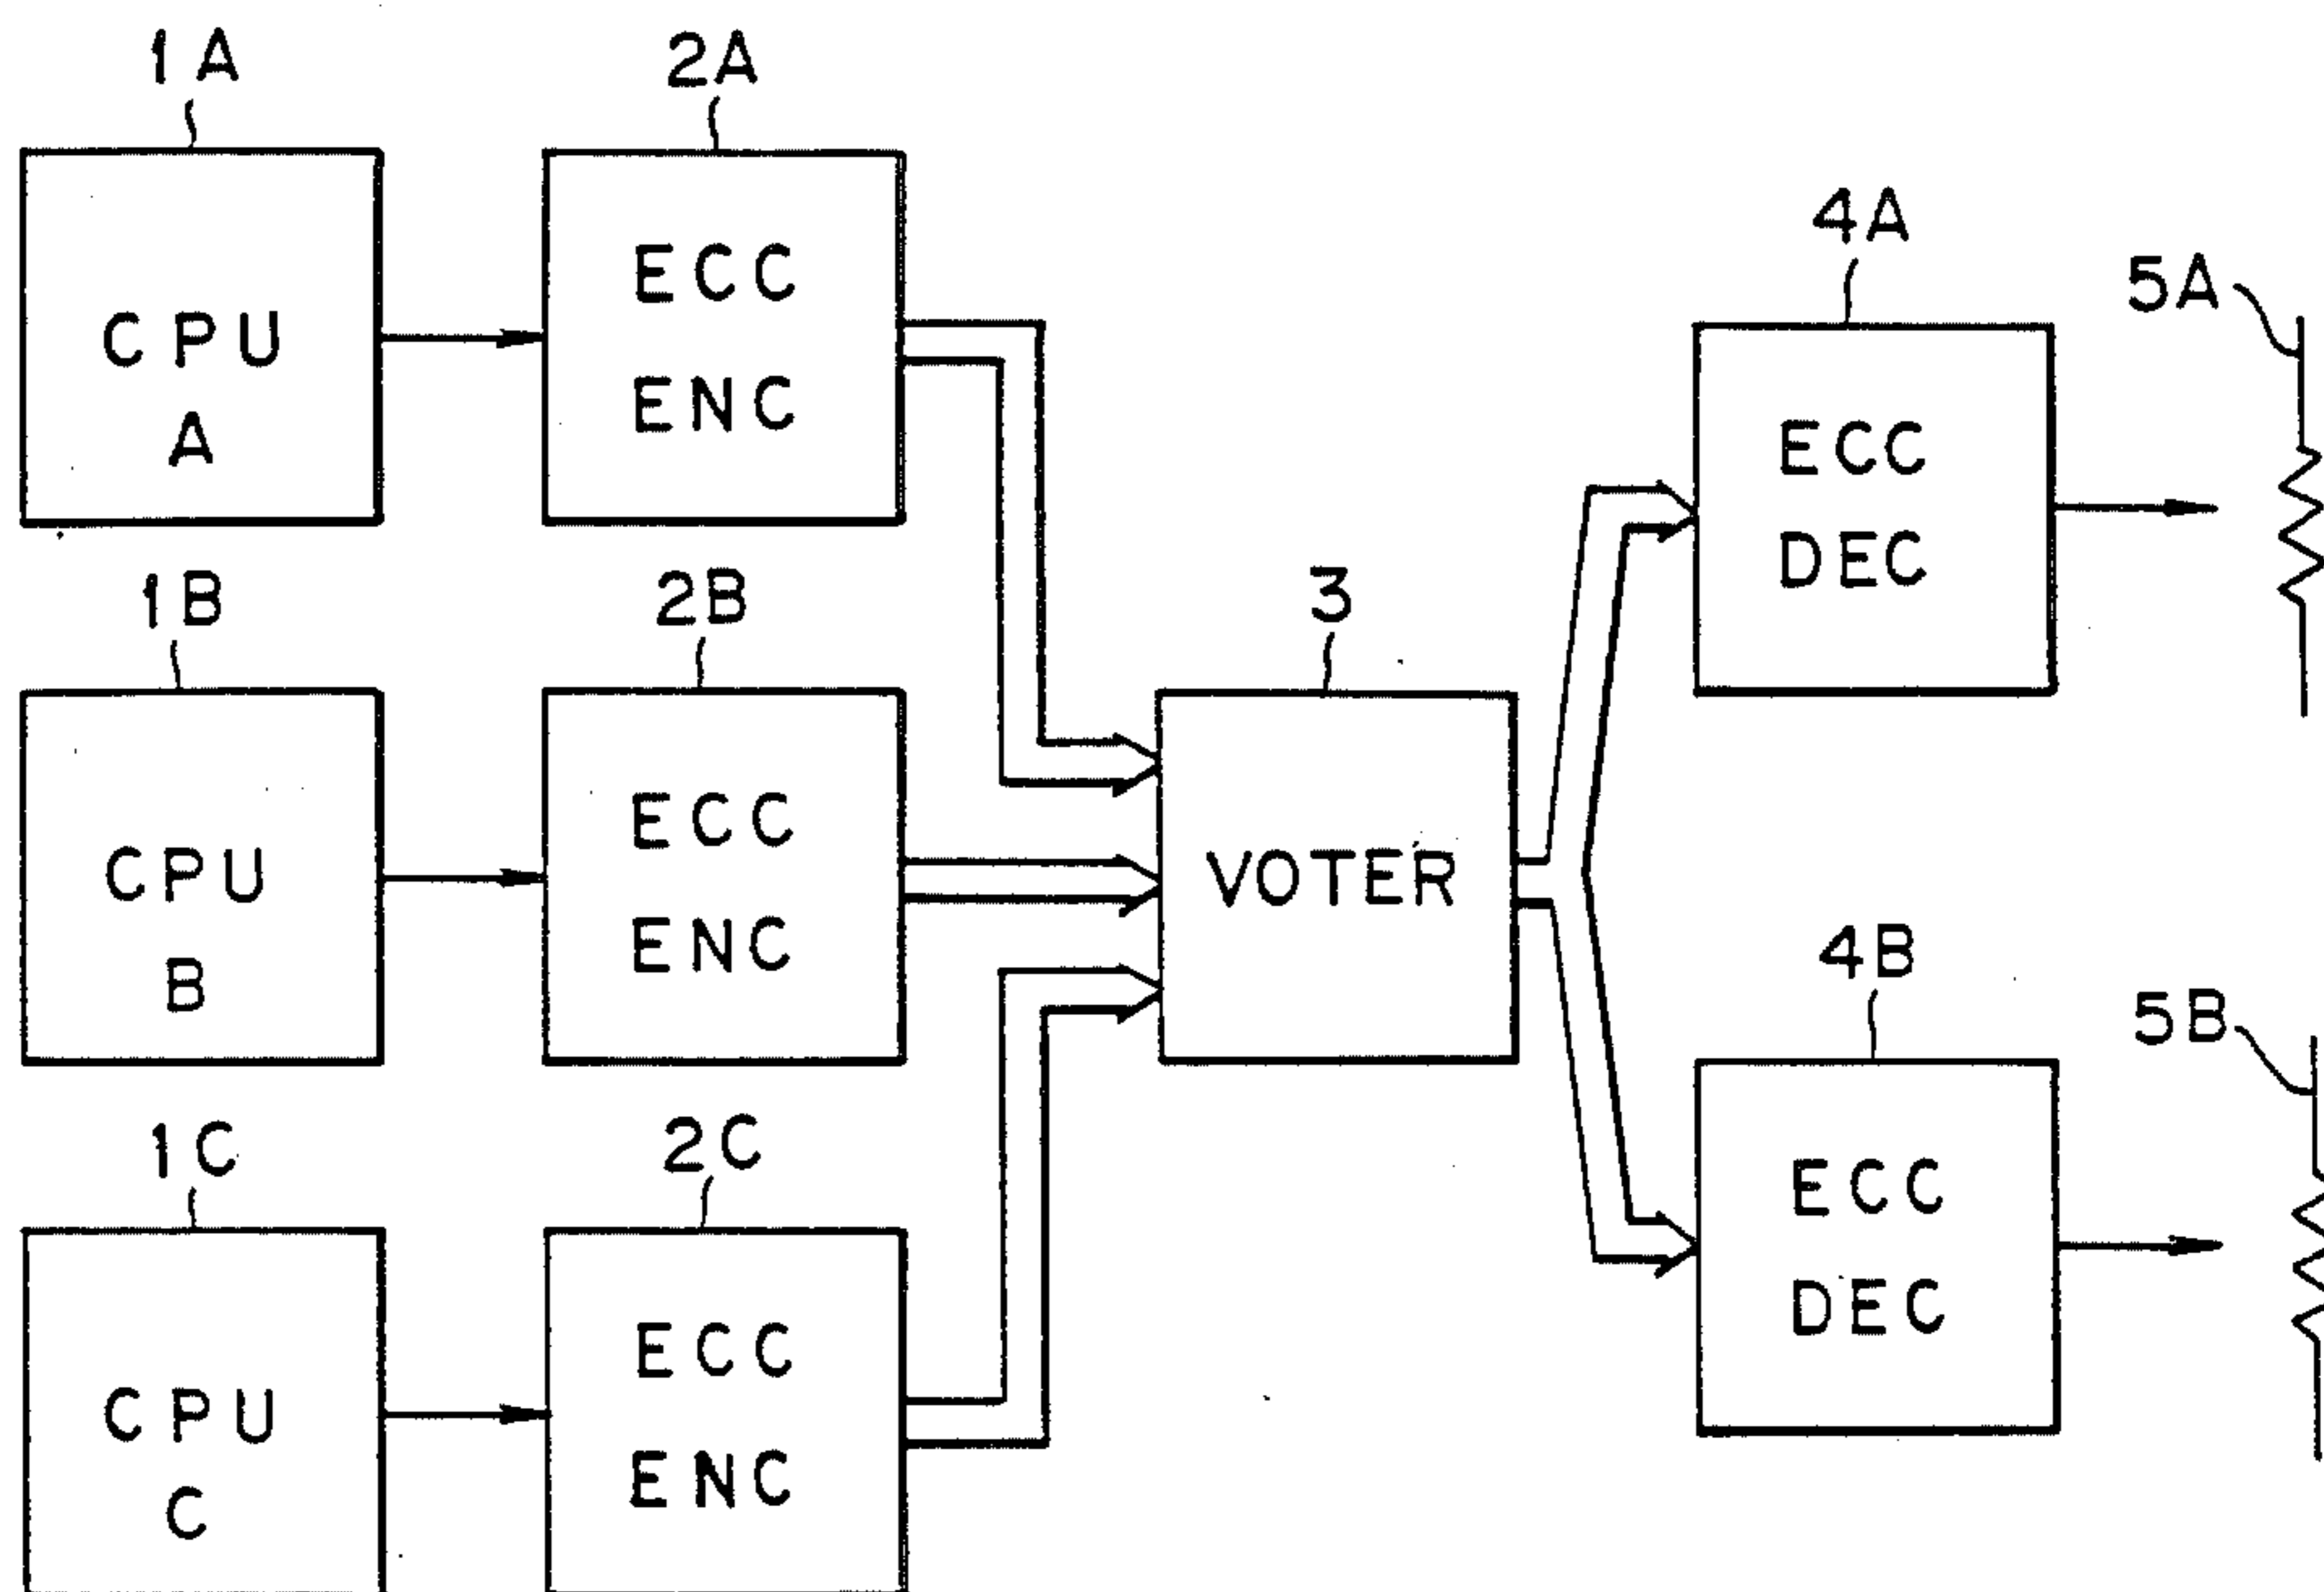 1A
2A
CPU
A
ECC
ENC
4A
5A
ECC
DEC
1B
2B
3
CPU
B
ECC
ENC
VOTER
4B
5B
ECC
DEC
1C
2C
CPU
C
ECC
ENC